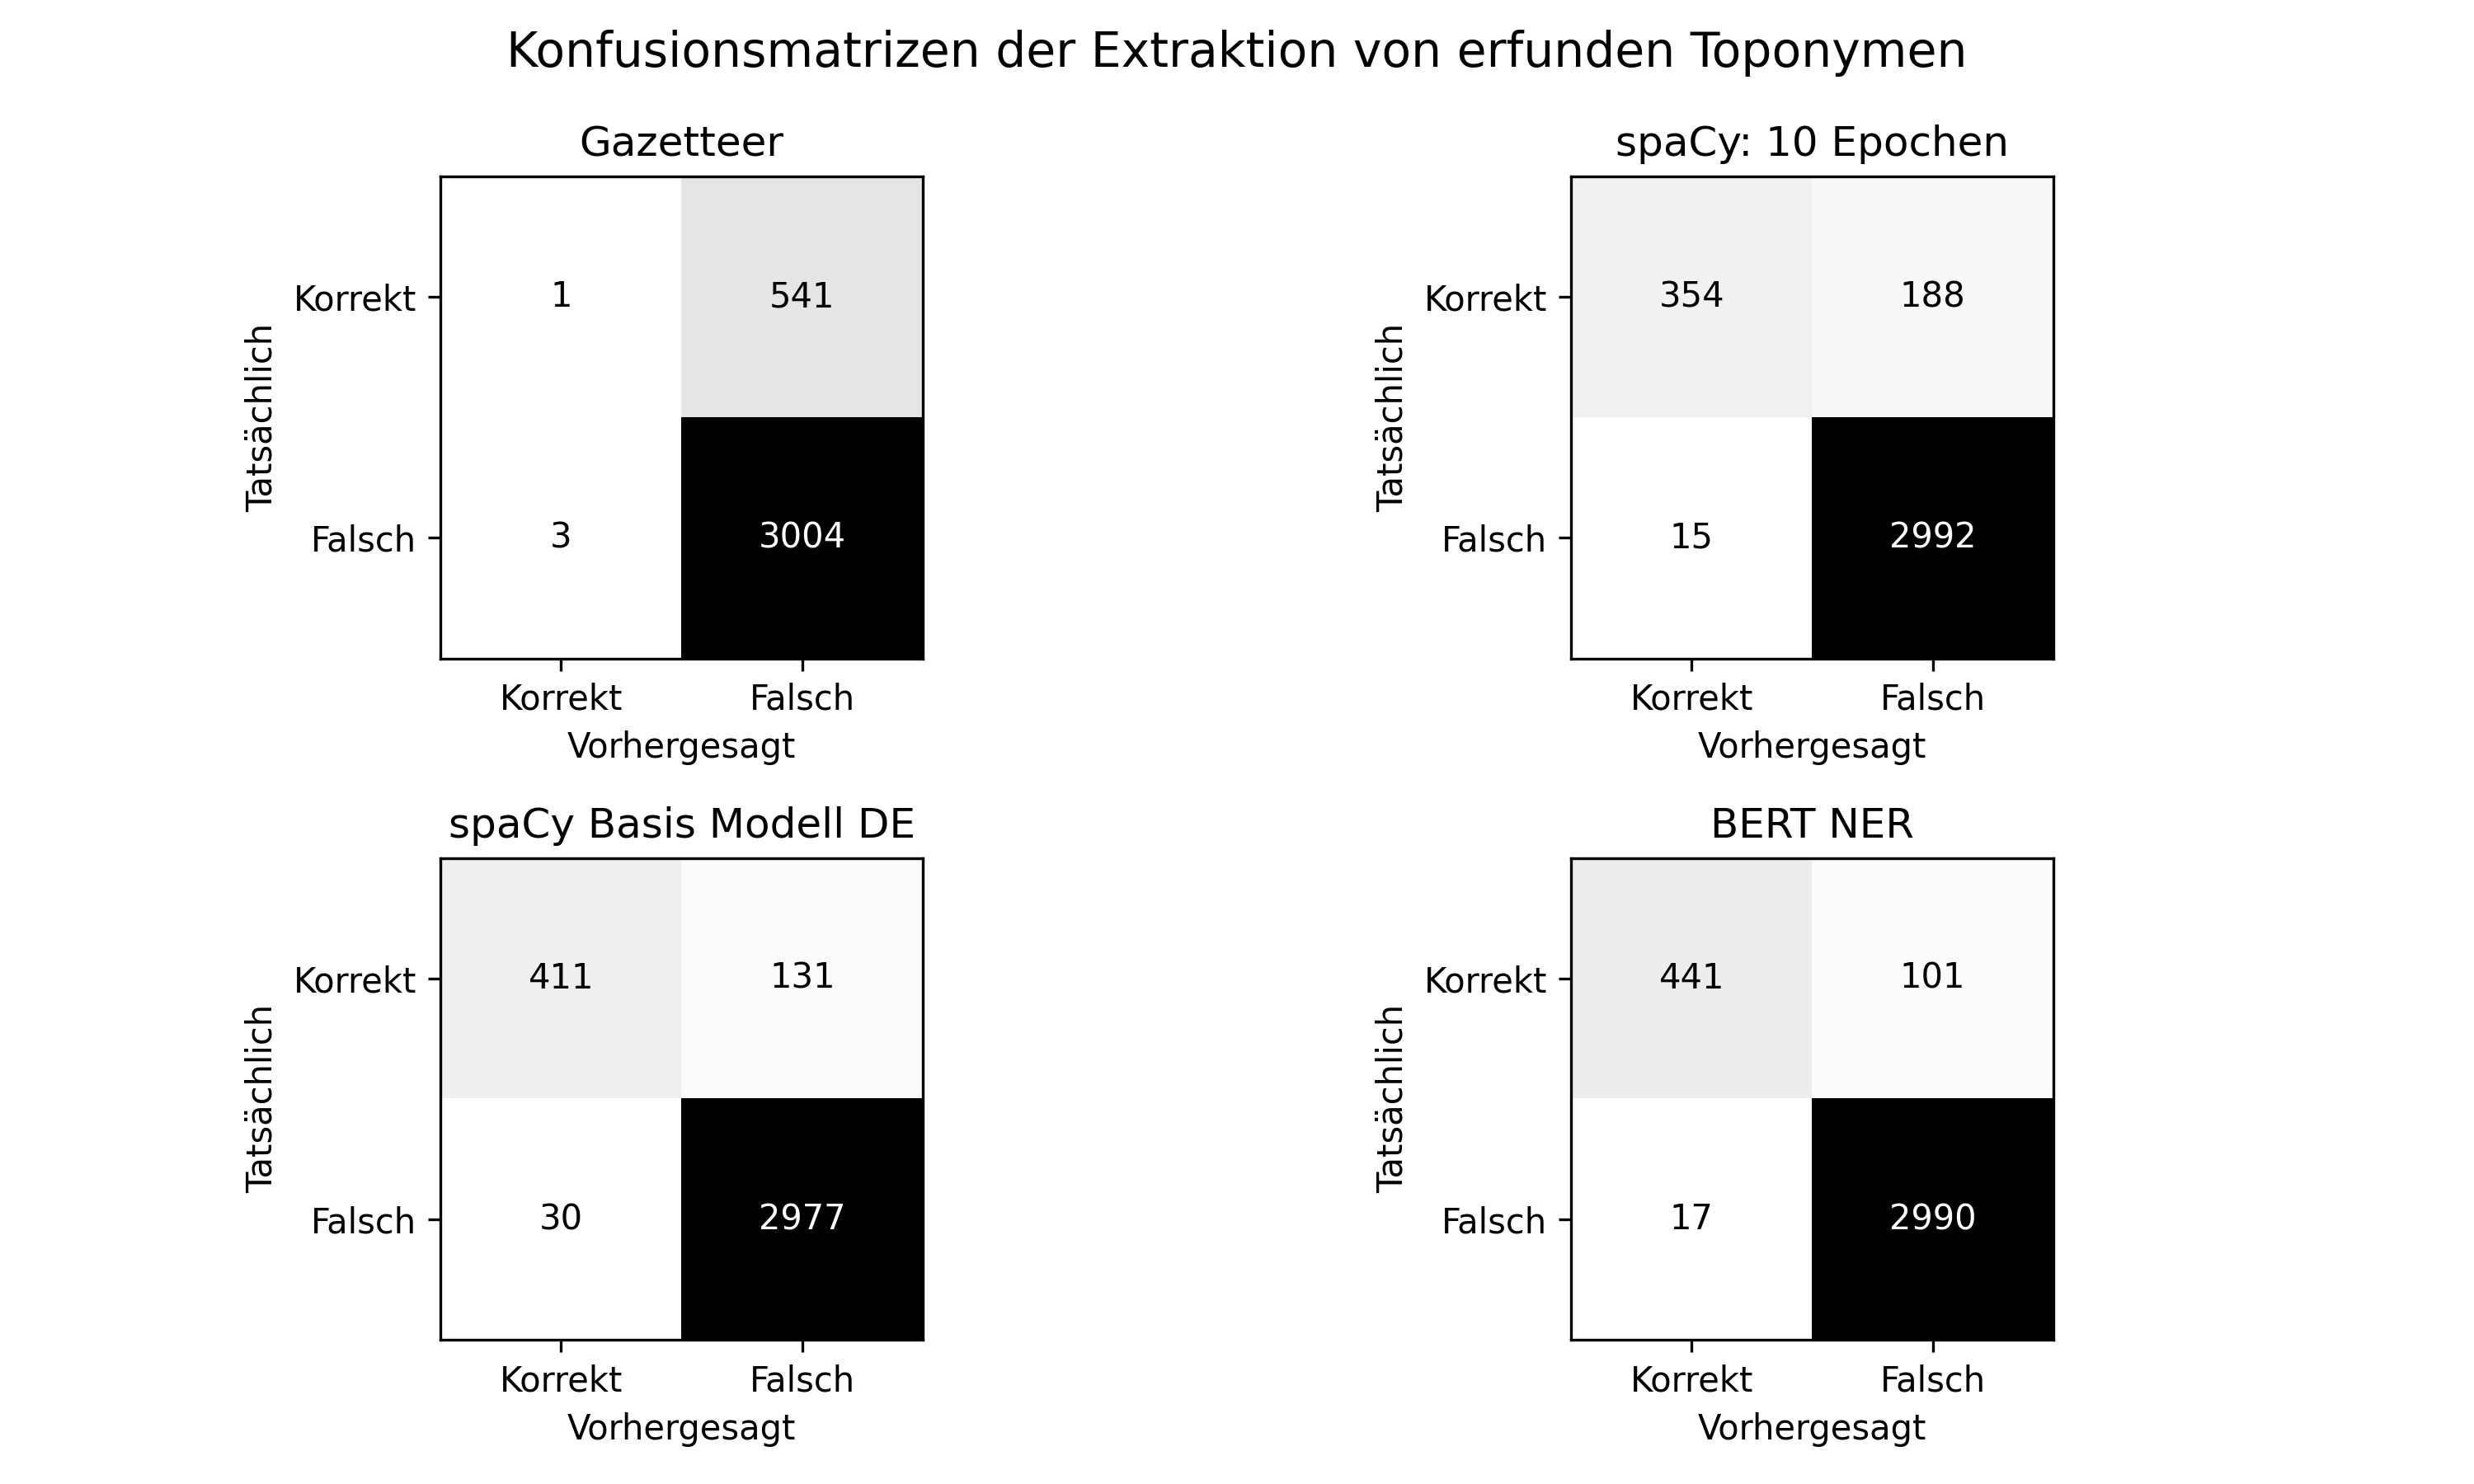 Konfusionsmatrizen der Extraktion von erfunden Toponymen
Gazetteer
Tatsächlich
Korrekt
1
541
Falsch
3
3004
Korrekt
Falsch
Vorhergesagt
spaCy: 10 Epochen
Tatsächlich
Korrekt
354
188
Falsch
15
2992
Korrekt
Falsch
Vorhergesagt
spaCy Basis Modell DE
Tatsächlich
Korrekt
411
131
Falsch
30
2977
Korrekt
Falsch
Vorhergesagt
BERT NER
Tatsächlich
Korrekt
441
101
Falsch
17
2990
Korrekt
Falsch
Vorhergesagt